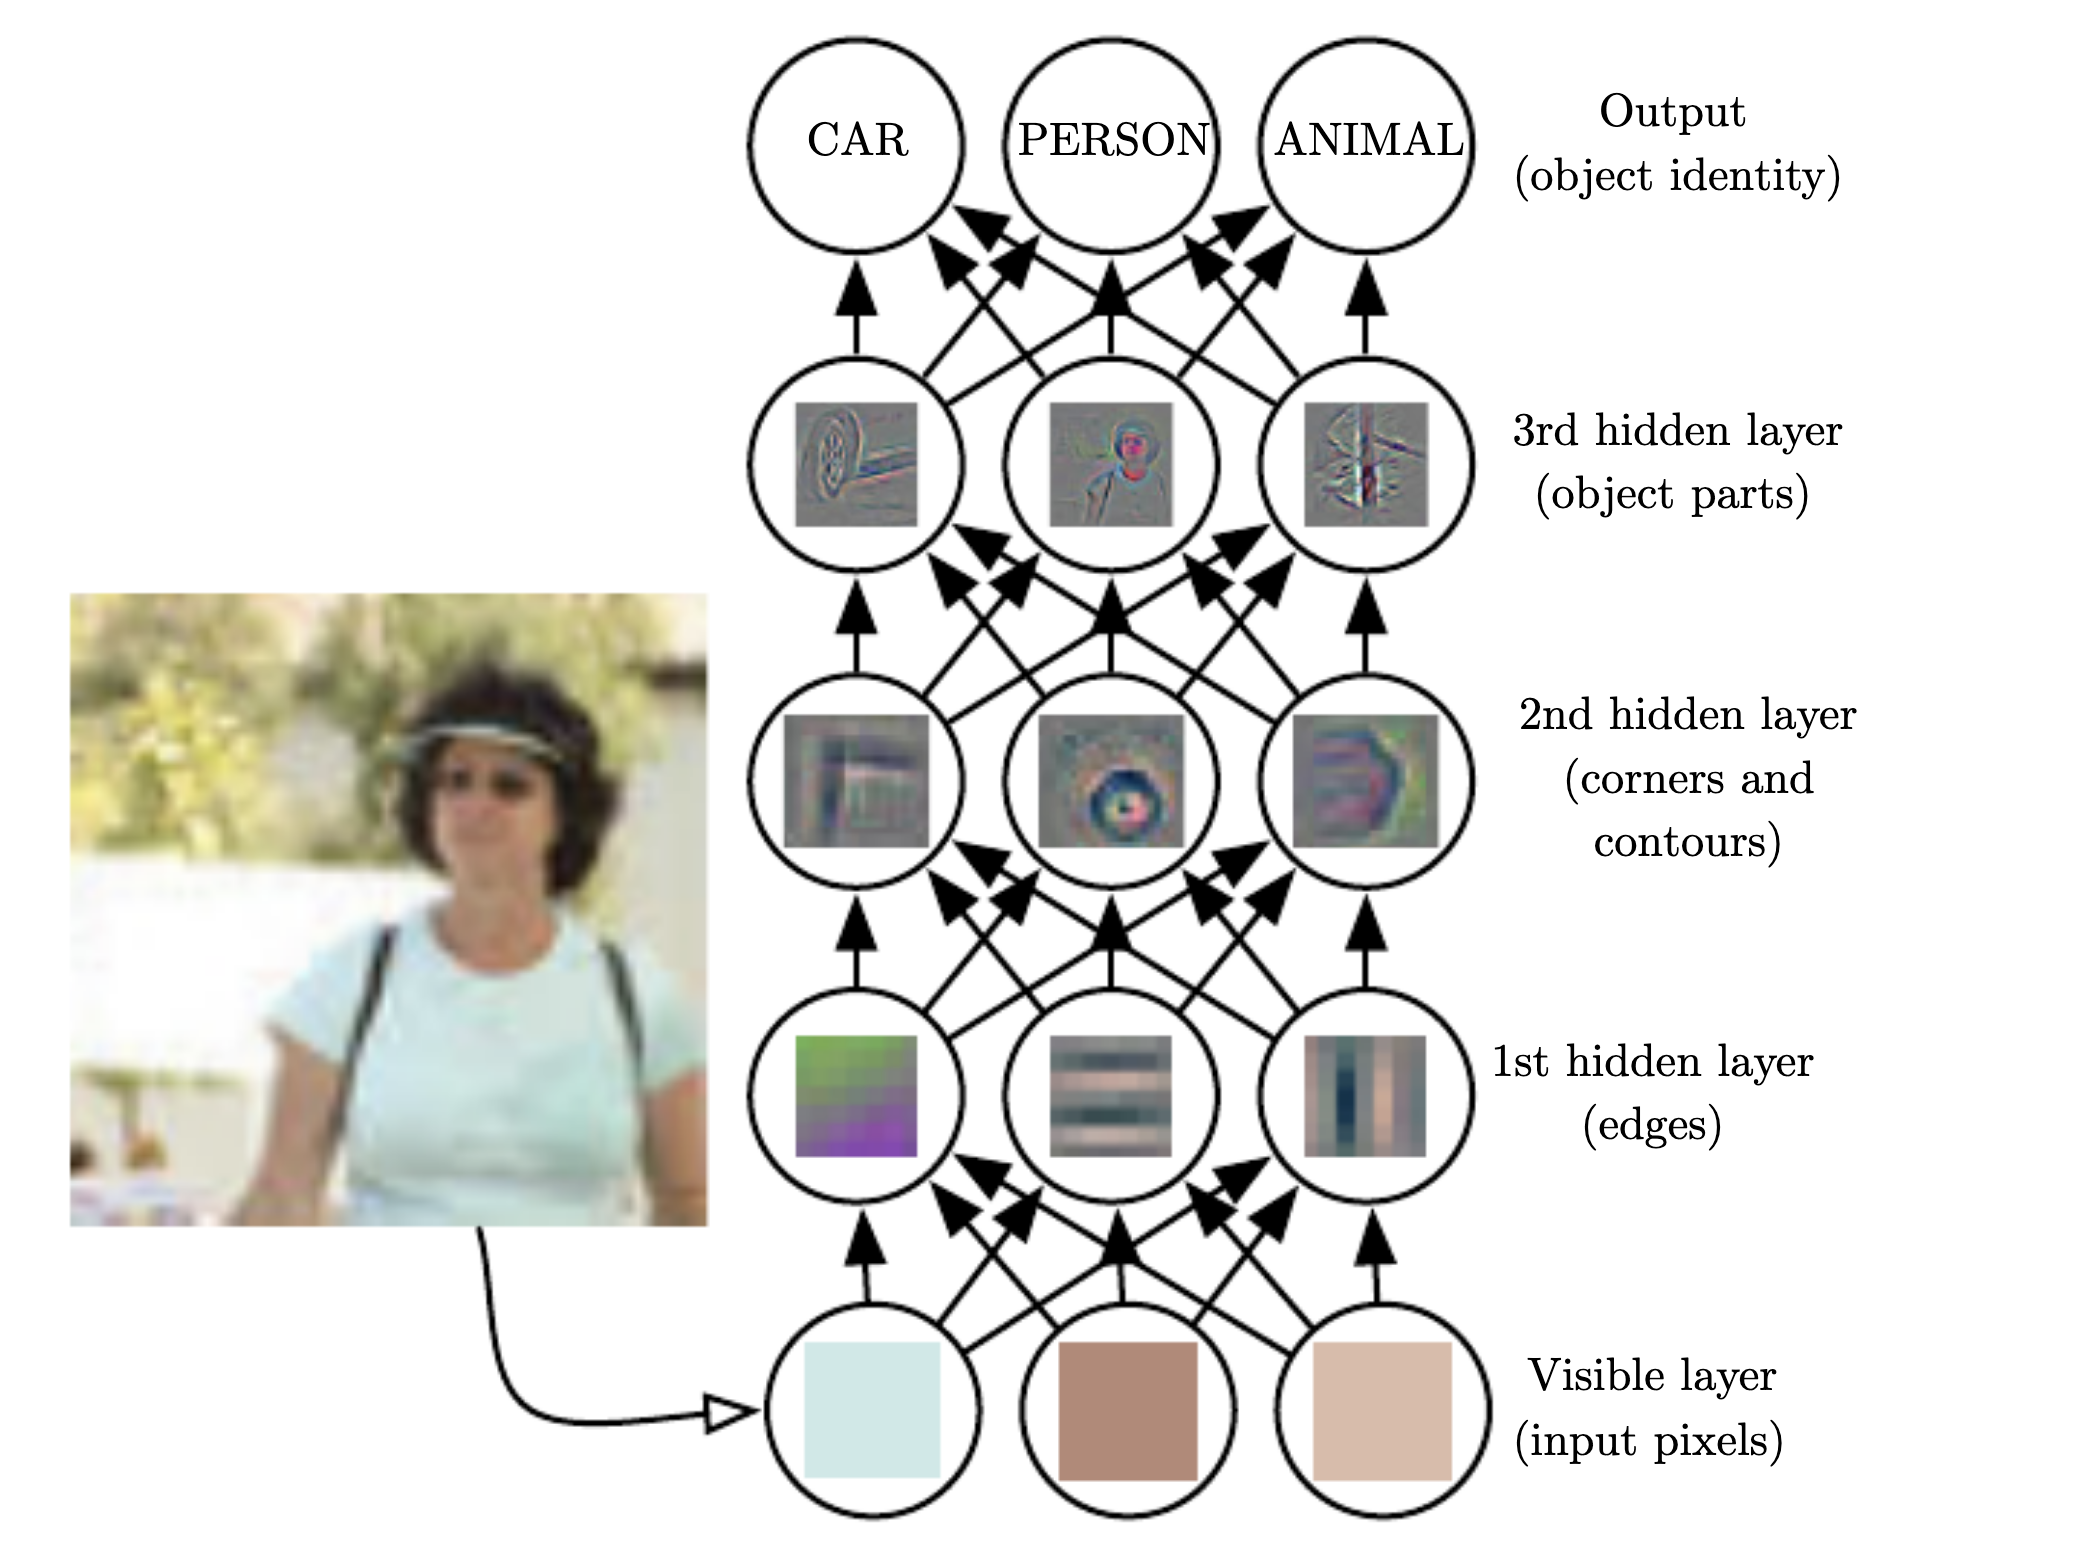 CAR PERSON ANIMAL
Output
(object identity)
3rd hidden layer
(object parts)
2nd hidden layer
(corners and
contours)
1st hidden layer
(edges)
Visible layer
(input pixels)